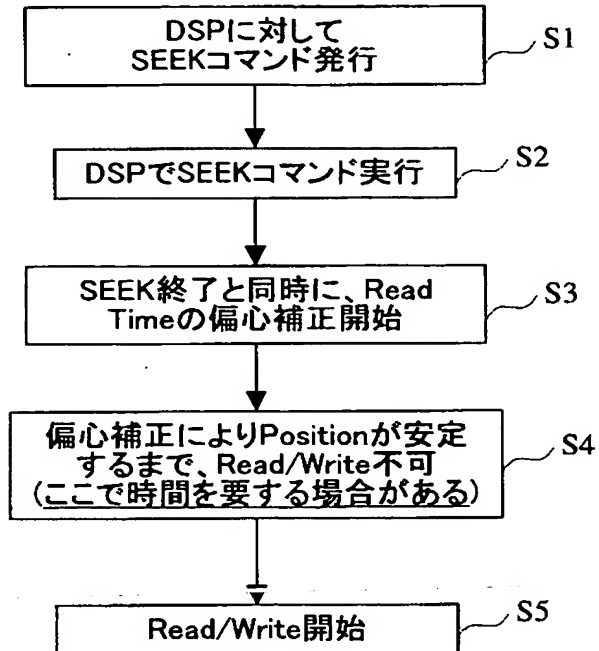 DSPに対して
SEEKコマンド発行
S1
DSPでSEEKコマンド実行
S2
SEEK終了と同時に、Read
Timeの偏心補正開始
S3
偏心補正によりPositionが安定
するまで、Read/Write不可
(ここで時間を要する場合がある)
S4
Read/Write開始
S5